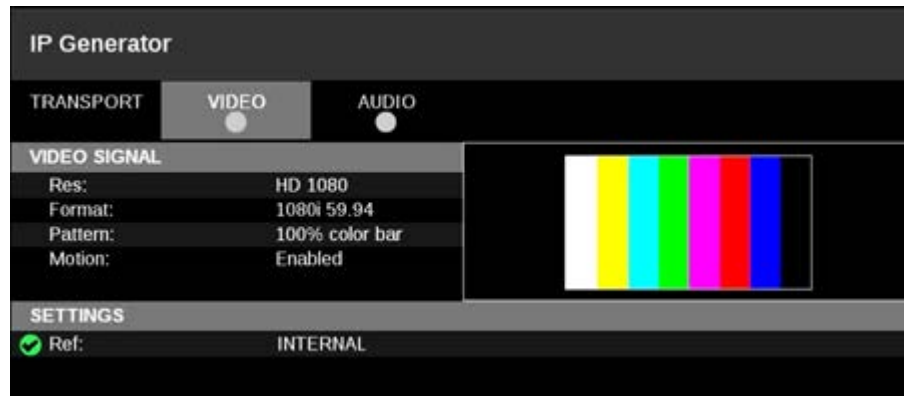 IP Generator
TRANSPORT VIDEO AUDIO
VIDEO SIGNAL
Res: HD 1080
Format: 1080i 59.94
Pattern: 100% color bar
Motion: Enabled
SETTINGS
Ref: INTERNAL